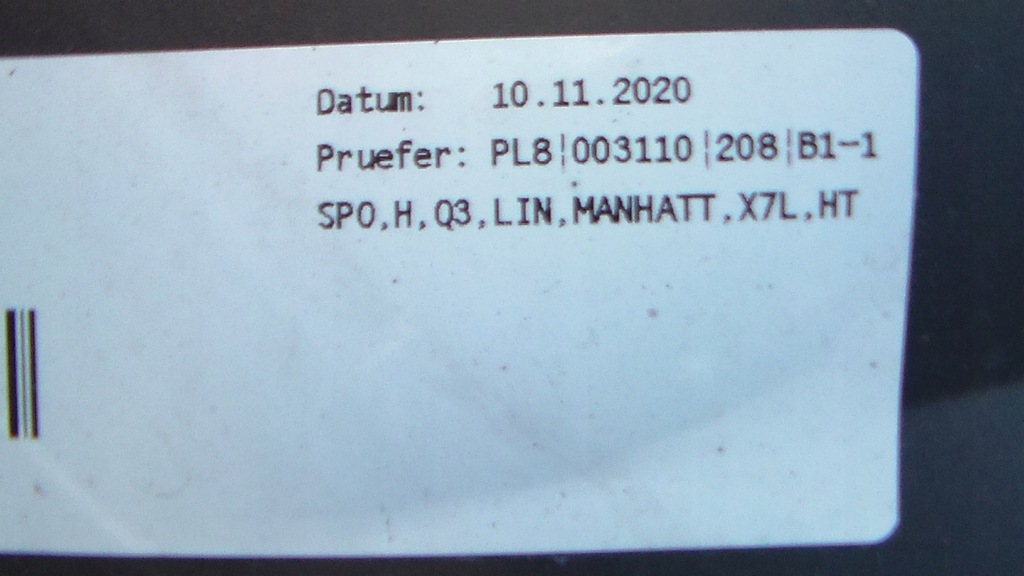 Datum: 10.11.2020
Pruefer: PL8¦003110¦208¦B1-1
SPO,H,Q3,LIN,MANHATT,X7L,HT